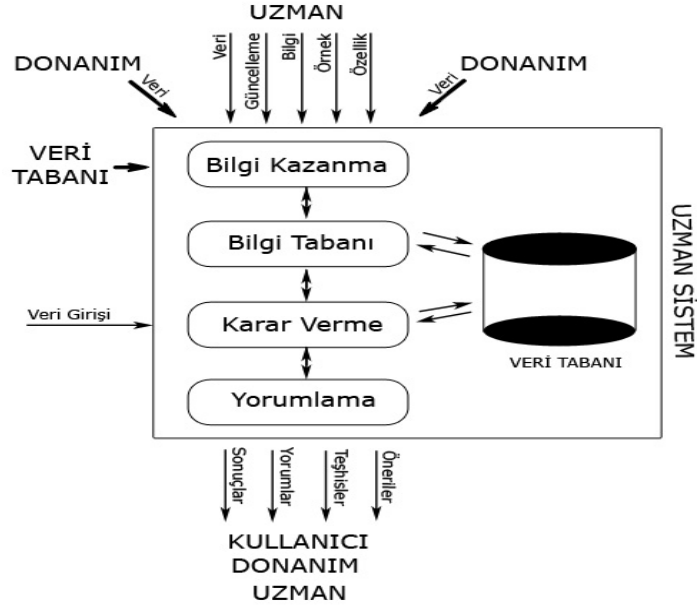 UZMAN
DONANIM
Veri
Veri
Güncelleme
Bilgi
Örnek
Özellik
DONANIM
Veri
VERİ
TABANI
Bilgi Kazanma
Bilgi Tabanı
Veri Girişi
Karar Verme
Yorumlama
VERİ TABANI
UZMAN SİSTEM
Sonuçlar
Yorumlar
Teşhisler
Öneriler
KULLANICI
DONANIM
UZMAN